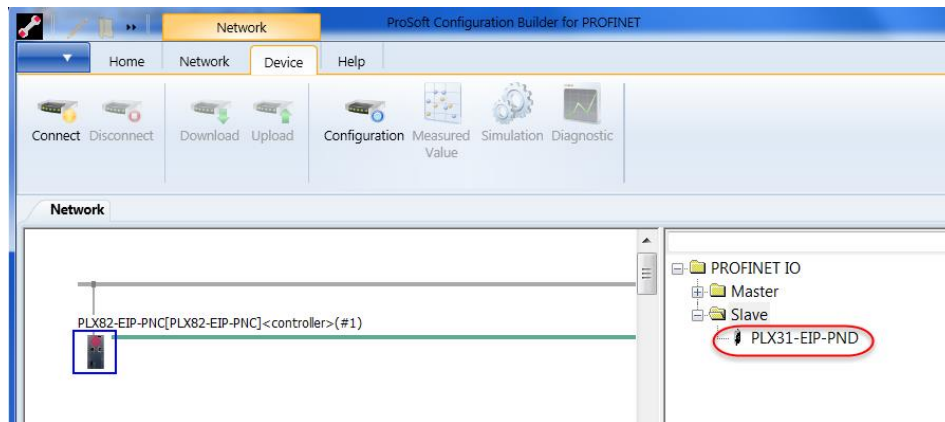 Network
ProSoft Configuration Builder for PROFINET
Home Network Device Help
Connect Disconnect Download Upload Configuration Measured Value Simulation Diagnostic
Network
PROFINET IO
Master
Slave
PLX31-EIP-PND
PLX82-EIP-PNC[PLX82-EIP-PNC]<controller>(#1)